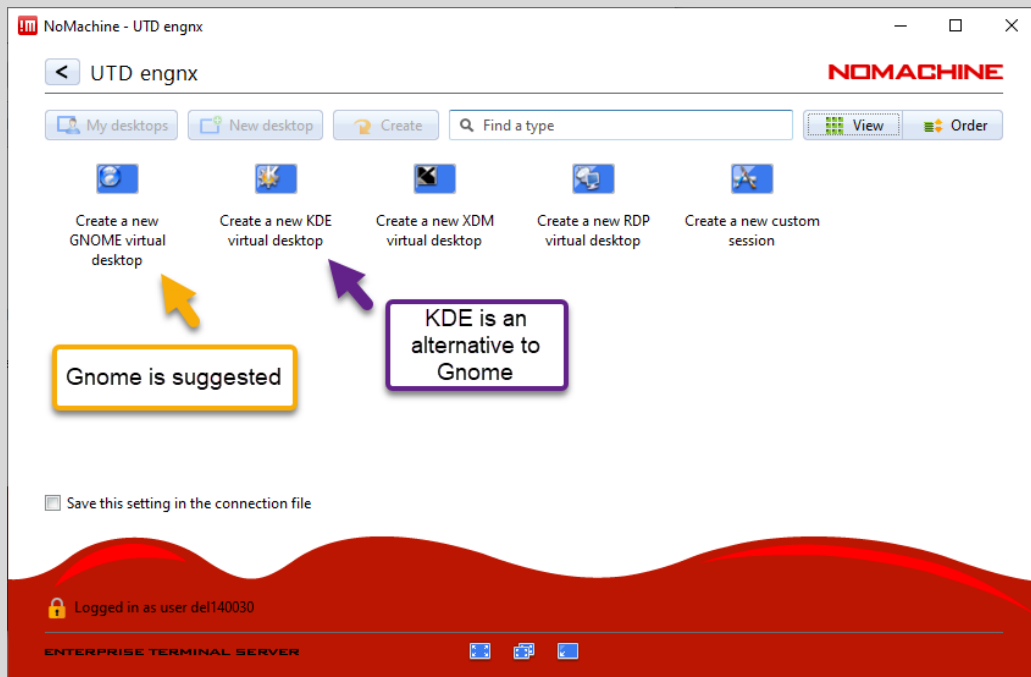 NoMachine - UTD engnx
UTD engnx
NOMACHINE
My desktops
New desktop
Create
Find a type
View
Order
Create a new
GNOME virtual
desktop
Create a new KDE
virtual desktop
Create a new XDM
virtual desktop
Create a new RDP
virtual desktop
Create a new custom
session
Gnome is suggested
KDE is an
alternative to
Gnome
Save this setting in the connection file
Logged in as user del140030
ENTERPRISE TERMINAL SERVER